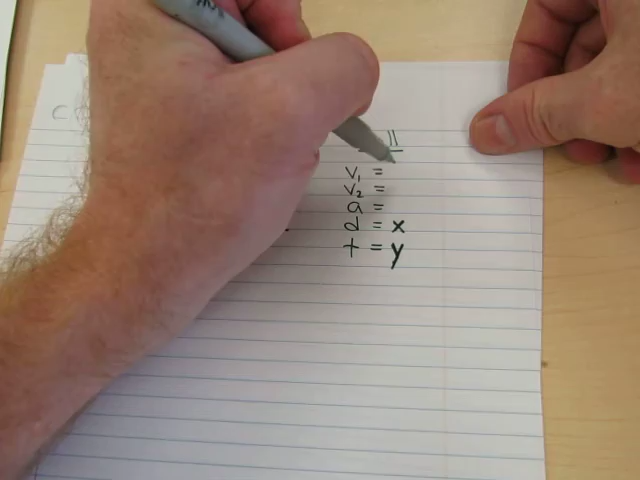 C
||
v₁ =
v₂ =
a =
d = x
t = y